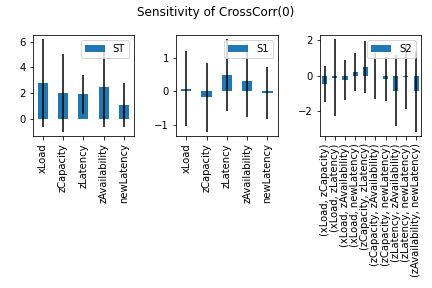 Sensitivity of CrossCorr(0)
ST
6
4
2
0
xLoad
zCapacity
zLatency
zAvailability
newLatency
S1
1
0
−1
xLoad
zCapacity
zLatency
zAvailability
newLatency
S2
2
0
−2
(xLoad, zCapacity)
(xLoad, zLatency)
(xLoad, zAvailability)
(xLoad, newLatency)
(zCapacity, zLatency)
(zCapacity, zAvailability)
(zCapacity, newLatency)
(zLatency, zAvailability)
(zLatency, newLatency)
(zAvailability, newLatency)